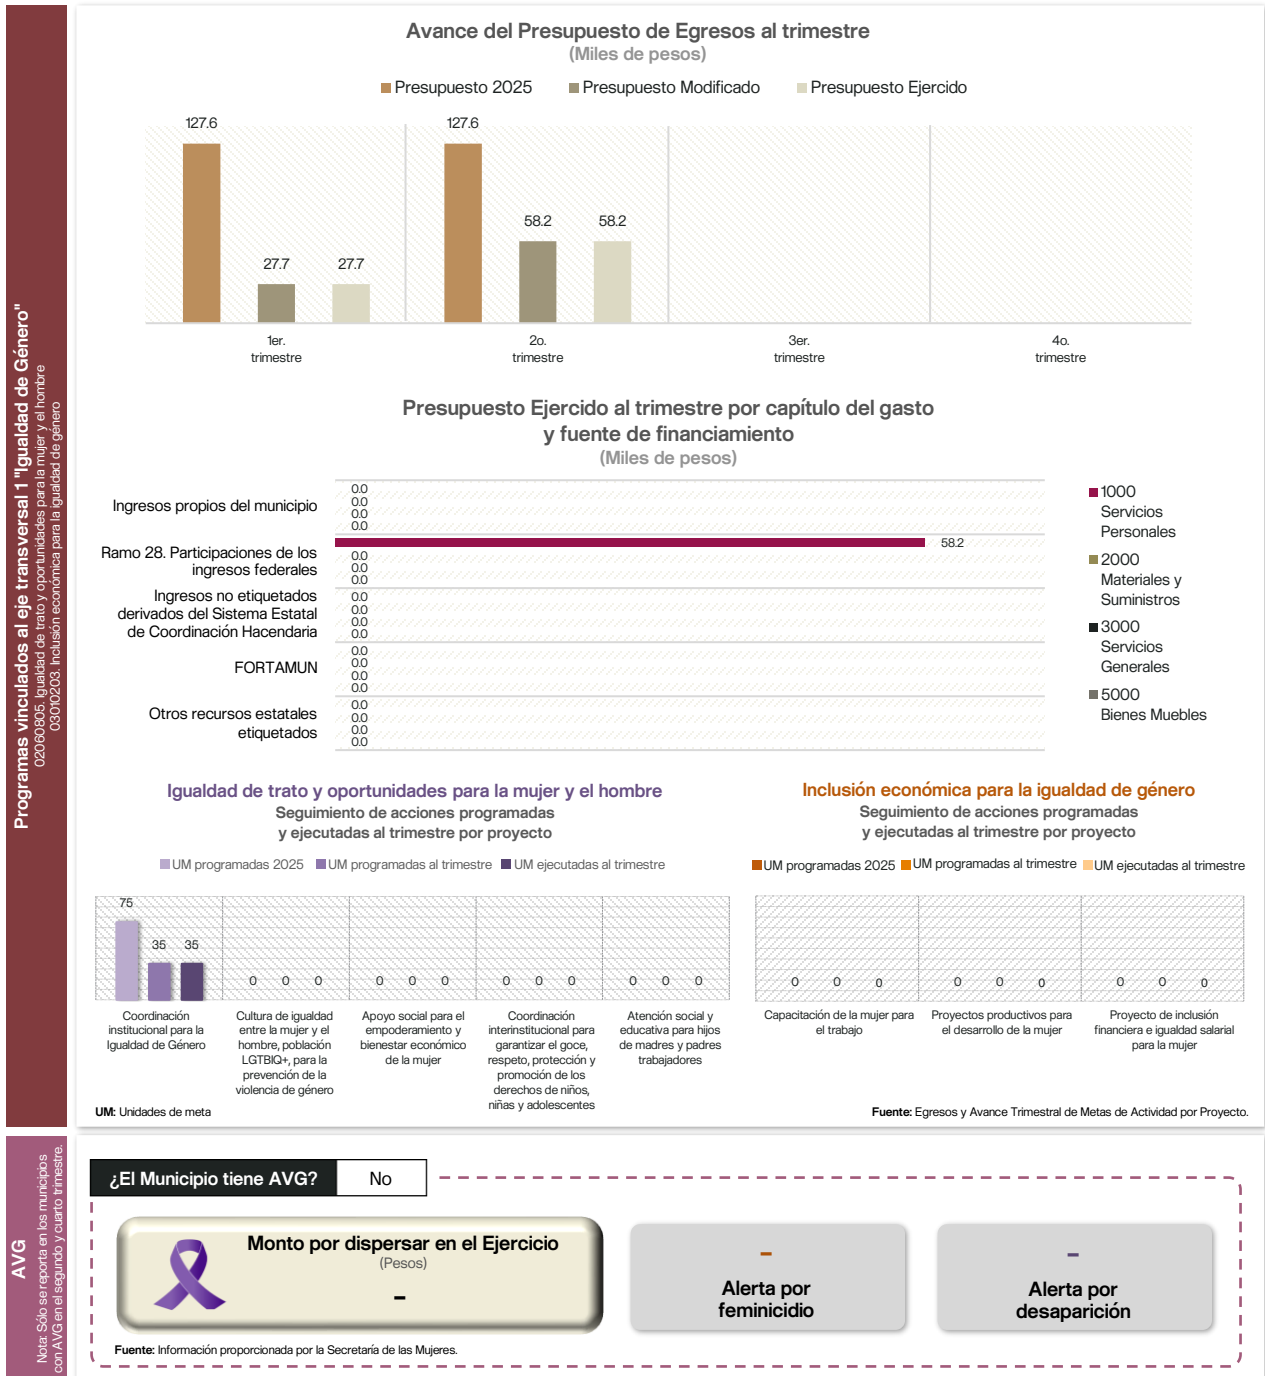 Programas vinculados al eje transversal 1 "Igualdad de Género"
02060805. Igualdad de trato y oportunidades para la mujer y el hombre
03010203. Inclusión económica para la igualdad de género
Avance del Presupuesto de Egresos al trimestre
(Miles de pesos)
Presupuesto 2025 Presupuesto Modificado Presupuesto Ejercido
127.6 127.6
58.2 58.2
27.7 27.7
1er. 2o. 3er. 4o.
trimestre trimestre trimestre trimestre
Presupuesto Ejercido al trimestre por capítulo del gasto
y fuente de financiamiento
(Miles de pesos)
Ingresos propios del municipio
0.0
0.0
0.0
0.0
Ramo 28. Participaciones de los
ingresos federales
58.2
0.0
0.0
0.0
Ingresos no etiquetados
derivados del Sistema Estatal
de Coordinación Hacendaria
0.0
0.0
0.0
0.0
FORTAMUN
0.0
0.0
0.0
0.0
Otros recursos estatales
etiquetados
0.0
0.0
0.0
0.0
1000
Servicios
Personales
2000
Materiales y
Suministros
3000
Servicios
Generales
5000
Bienes Muebles
Igualdad de trato y oportunidades para la mujer y el hombre
Seguimiento de acciones programadas
y ejecutadas al trimestre por proyecto
UM programadas 2025 UM programadas al trimestre UM ejecutadas al trimestre
75
35 35
0 0 0 0 0 0 0 0 0 0 0 0
Coordinación
institucional para la
Igualdad de Género
Cultura de igualdad
entre la mujer y el
hombre, población
LGTBIQ+, para la
prevención de la
violencia de género
Apoyo social para el
empoderamiento y
bienestar económico
de la mujer
Coordinación
interinstitucional para
garantizar el goce,
respeto, protección y
promoción de los
derechos de niños,
niñas y adolescentes
Atención social y
educativa para hijos
de madres y padres
trabajadores
UM: Unidades de meta
Inclusión económica para la igualdad de género
Seguimiento de acciones programadas
y ejecutadas al trimestre por proyecto
UM programadas 2025 UM programadas al trimestre UM ejecutadas al trimestre
0 0 0 0 0 0 0 0 0
Capacitación de la mujer para
el trabajo
Proyectos productivos para
el desarrollo de la mujer
Proyecto de inclusión
financiera e igualdad salarial
para la mujer
Fuente: Egresos y Avance Trimestral de Metas de Actividad por Proyecto.
AVG
Nota: Sólo se reporta en los municipios
con AVG en el segundo y cuarto trimestre.
¿El Municipio tiene AVG? No
Monto por dispersar en el Ejercicio
(Pesos)
-
-
Alerta por
feminicidio
-
Alerta por
desaparición
Fuente: Información proporcionada por la Secretaría de las Mujeres.